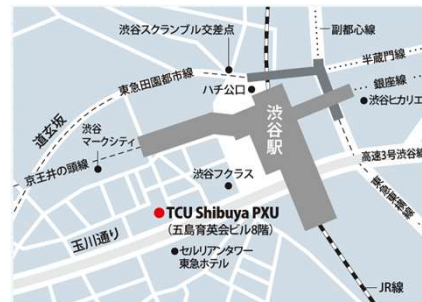 渋谷スクランブル交差点
副都心線
半蔵門線
東急田園都市線
銀座線
ハチ公口
渋谷ヒカリエ
道玄坂
渋谷
マークシティ
渋谷駅
京王井の頭線
高速3号渋谷線
渋谷フクラス
東急東横線
TCU Shibuya PXU
(五島育英会ビル8階)
玉川通り
セルリアンタワー
東急ホテル
JR線